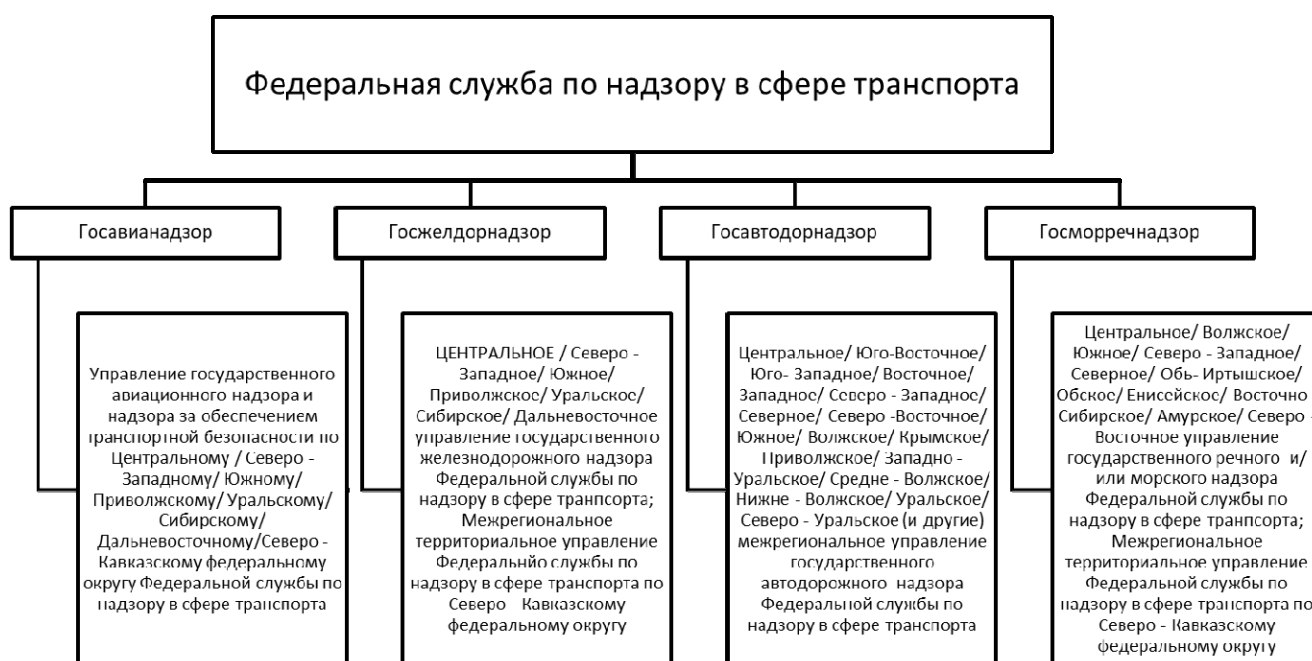 Федеральная служба по надзору в сфере транспорта
Госавианадзор
Госжелдорнадзор
Госавтодорнадзор
Госморречнадзор
Управление государственного
авиационного надзора и
надзора за обеспечением
транспортной безопасности по
Центральному / Северо -
Западному/ Южному/
Приволжскому/ Уральскому/
Сибирскому/
Дальневосточному/Северо -
Кавказскому федеральному
округу Федеральной службы по
надзору в сфере транспорта
ЦЕНТРАЛЬНОЕ / Северо -
Западное/ Южное/
Приволжское/ Уральское/
Сибирское/ Дальневосточное
управление государственного
железнодорожного надзора
Федеральной службы по
надзору в сфере транпсорта;
Межрегиональное
территориальное управление
Федеральнйо службы по
надзору в сфере транспорта по
Северо Кавказскому
федеральному округу
Центральное/ Юго-Восточное/
Юго- Западное/ Восточное/
Западное/ Северо - Западное/
Северное/ Северо -Восточное/
Южное/ Волжское/ Крымское/
Приволжское/ Западно -
Уральское/ Средне - Волжское/
Нижне - Волжское/ Уральское/
Северо - Уральское (и другие)
межрегиональное управление
государственного
автодорожного надзора
Федеральной службы по
надзору в сфере транспорта
Центральное/ Волжское/
Южное/ Северо - Западное/
Северное/ Обь- Иртышское/
Обское/ Енисейское/ Восточно
Сибирское/ Амурское/ Северо -
Восточное управление
государственного речного и/
или морского надзора
Федеральной службы по
надзору в сфере транпсорта;
Межрегиональное
территориальное управление
Федеральной службы по
надзору в сфере транспорта по
Северо - Кавказскому
федеральному округу